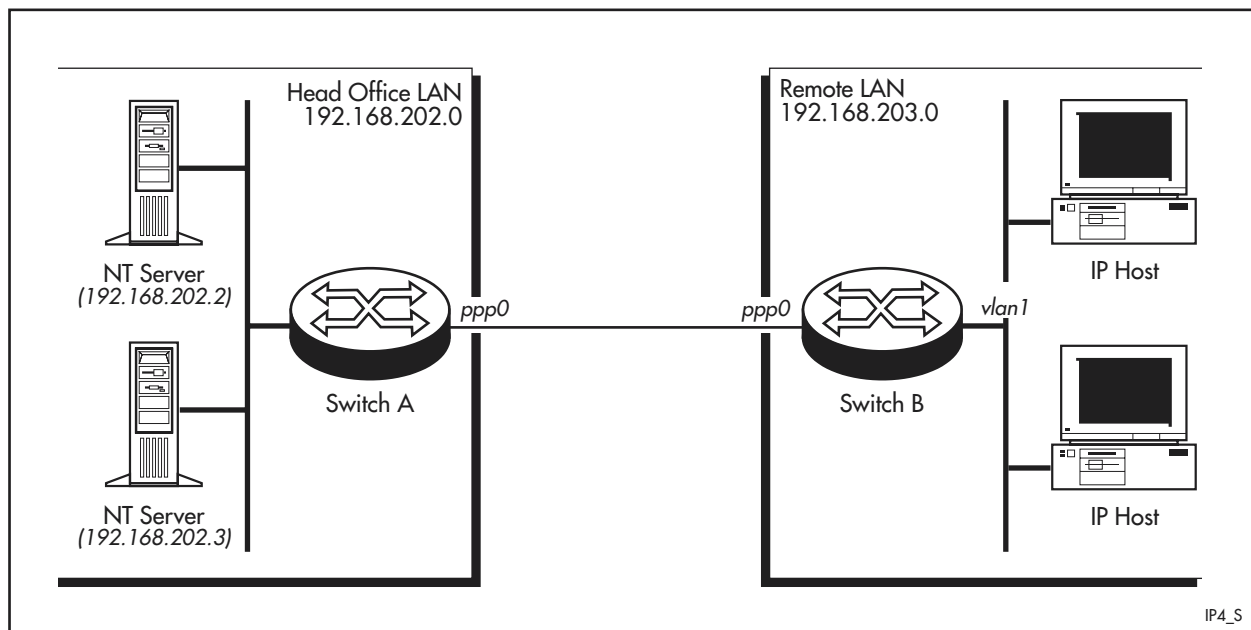 Head Office LAN
192.168.202.0
NT Server
(192.168.202.2)
NT Server
(192.168.202.3)
ppp0
Switch A
Remote LAN
192.168.203.0
ppp0
vlan1
Switch B
IP Host
IP Host
IP4_S